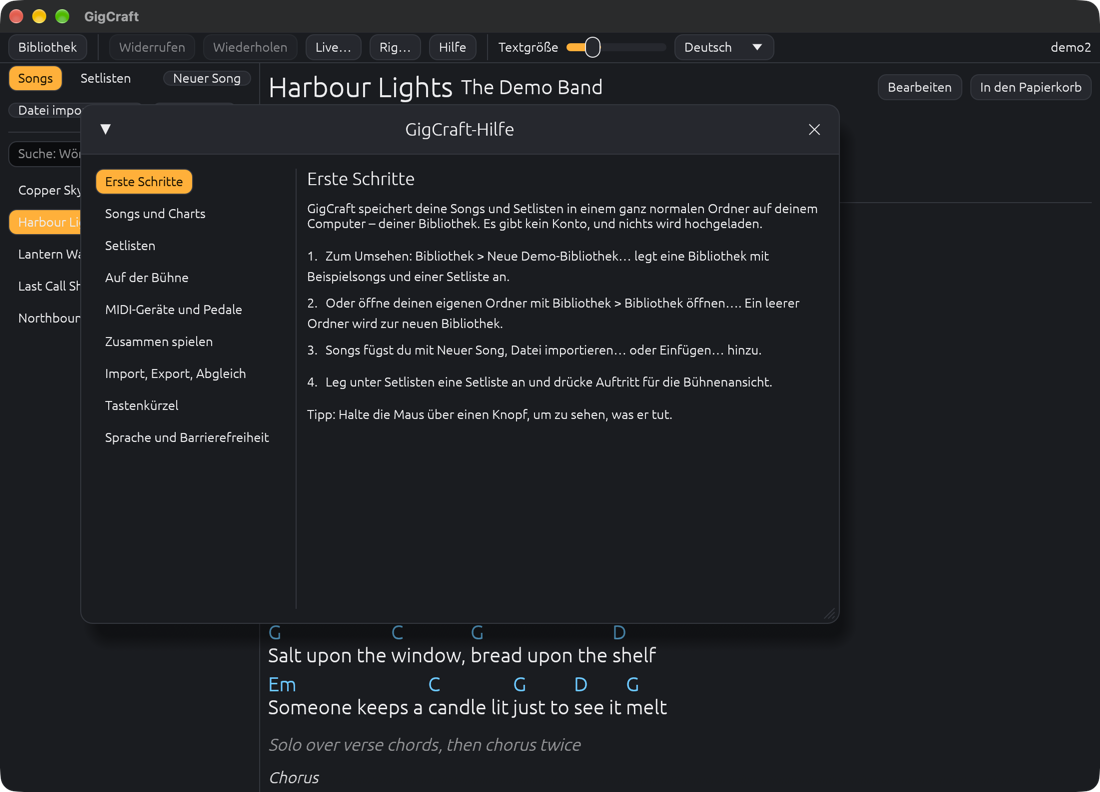 GigCraft
Bibliothek Widerrufen Wiederholen Live… Rig… Hilfe Textgröße Deutsch demo2
Songs Setlisten Neuer Song
Harbour Lights The Demo Band Bearbeiten In den Papierkorb
Datei
Suche:
Copper
Harbour
Lantern
Last Call
GigCraft-Hilfe
Erste Schritte
Songs und Charts
Setlisten
Auf der Bühne
MIDI-Geräte und Pedale
Zusammen spielen
Import, Export, Abgleich
Tastenkürzel
Sprache und Barrierefreiheit
Erste Schritte
GigCraft speichert deine Songs und Setlisten in einem ganz normalen Ordner auf deinem
Computer – deiner Bibliothek. Es gibt kein Konto, und nichts wird hochgeladen.
1. Zum Umsehen: Bibliothek > Neue Demo-Bibliothek… legt eine Bibliothek mit
Beispielsongs und einer Setliste an.
2. Oder öffne deinen eigenen Ordner mit Bibliothek > Bibliothek öffnen…. Ein leerer
Ordner wird zur neuen Bibliothek.
3. Songs fügst du mit Neuer Song, Datei importieren… oder Einfügen… hinzu.
4. Leg unter Setlisten eine Setliste an und drücke Auftritt für die Bühnenansicht.
Tipp: Halte die Maus über einen Knopf, um zu sehen, was er tut.
G C G D
Salt upon the window, bread upon the shelf
Em C G D G
Someone keeps a candle lit just to see it melt
Solo over verse chords, then chorus twice
Chorus